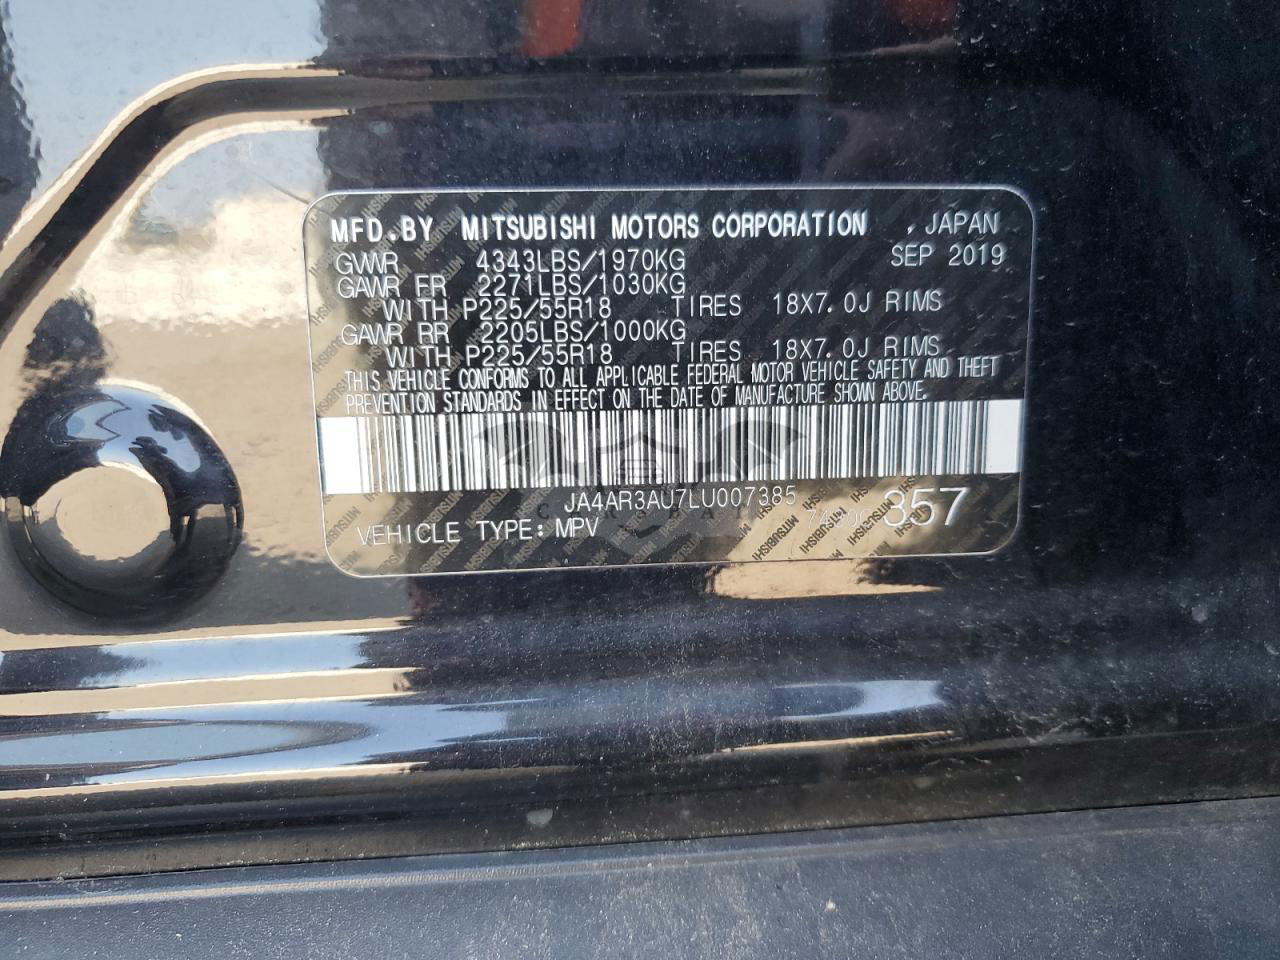 MFD.BY MITSUBISHI MOTORS CORPORATION , JAPAN
GVWR 4343LBS/1970KG SEP 2019
GAWR FR 2271LBS/1030KG
WITH P225/55R18 TIRES 18X7.0J RIMS
GAWR RR 2205LBS/1000KG
WITH P225/55R18 TIRES 18X7.0J RIMS
THIS VEHICLE CONFORMS TO ALL APPLICABLE FEDERAL MOTOR VEHICLE SAFETY AND THEFT
PREVENTION STANDARDS IN EFFECT ON THE DATE OF MANUFACTURE SHOWN ABOVE.
JA4AR3AU7LU007385
VEHICLE TYPE: MPV 357